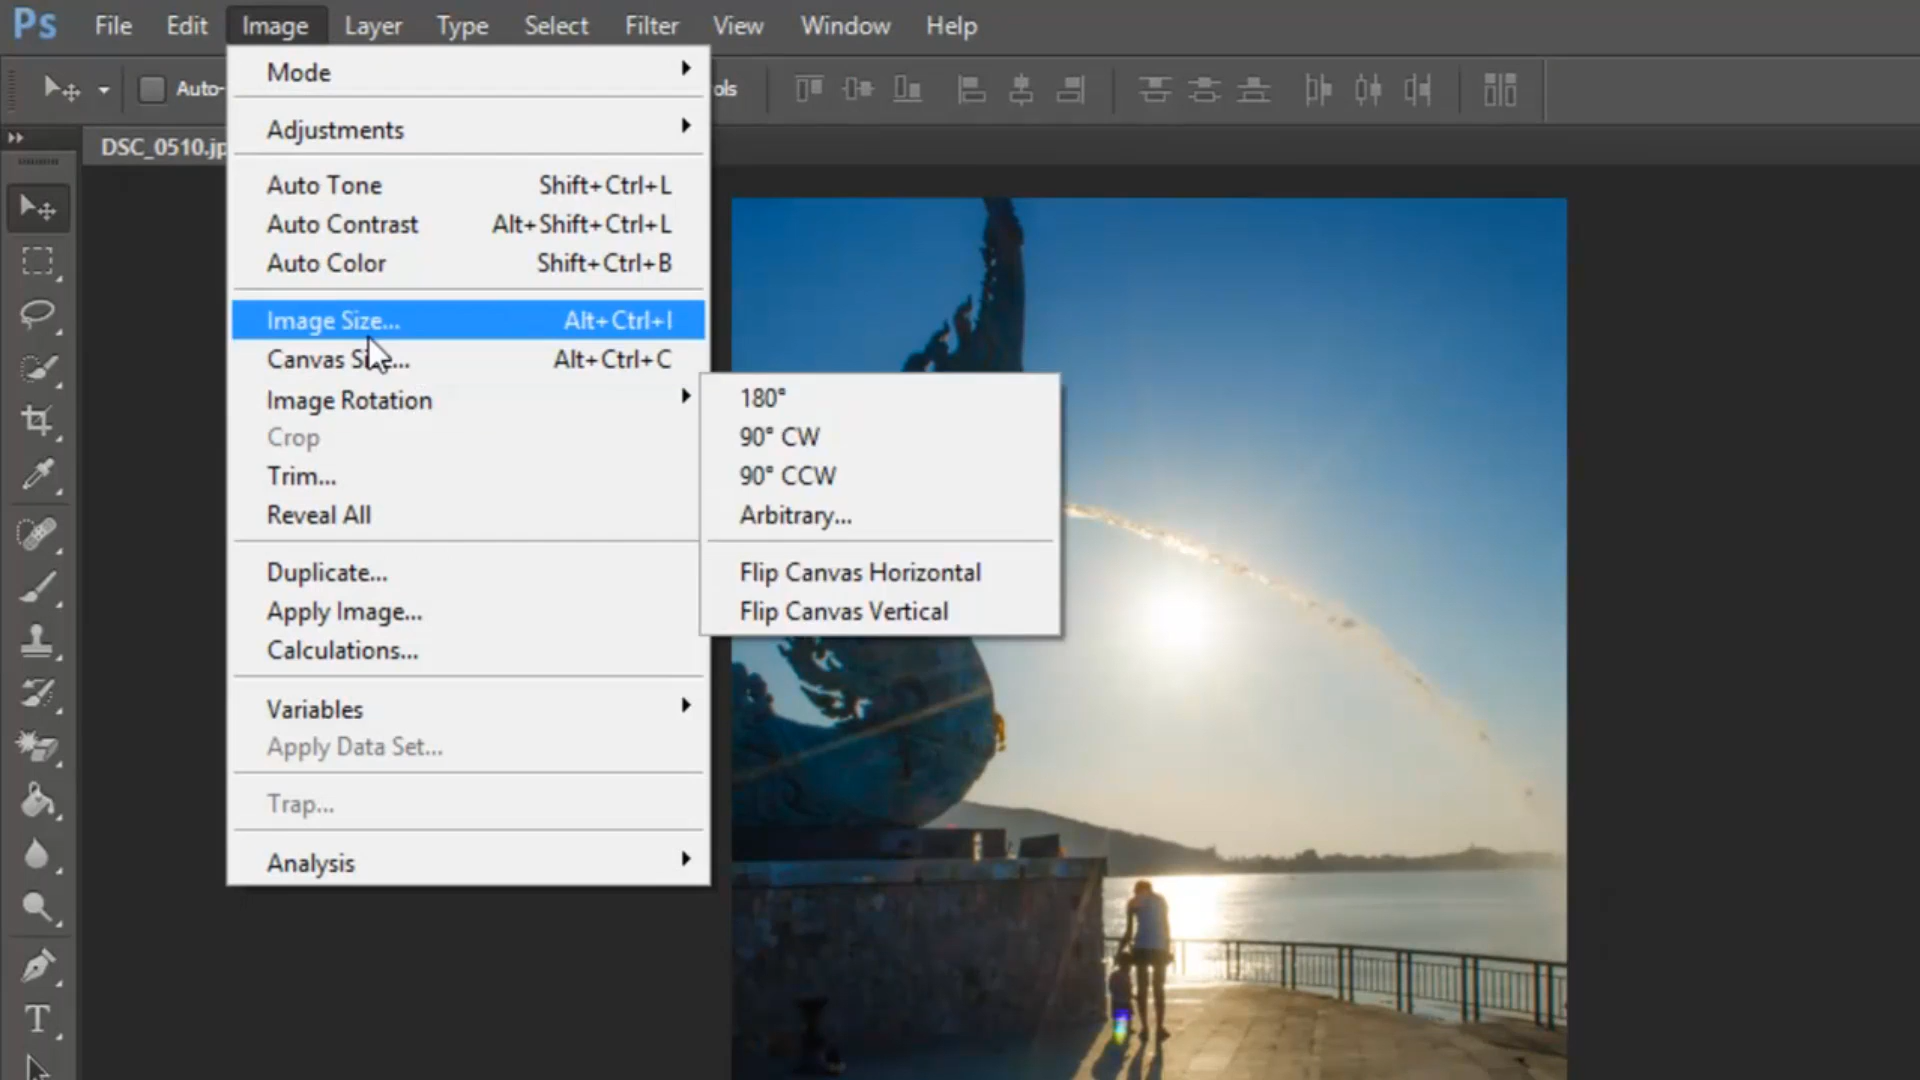 Ps File Edit Image Layer Type Select Filter View Window Help
Auto- ols
DSC_0510.jp
Mode
Adjustments
Auto Tone Shift+Ctrl+L
Auto Contrast Alt+Shift+Ctrl+L
Auto Color Shift+Ctrl+B
Image Size... Alt+Ctrl+I
Canvas Size... Alt+Ctrl+C
Image Rotation
Crop
Trim...
Reveal All
Duplicate...
Apply Image...
Calculations...
Variables
Apply Data Set...
Trap...
Analysis
180°
90° CW
90° CCW
Arbitrary...
Flip Canvas Horizontal
Flip Canvas Vertical
T